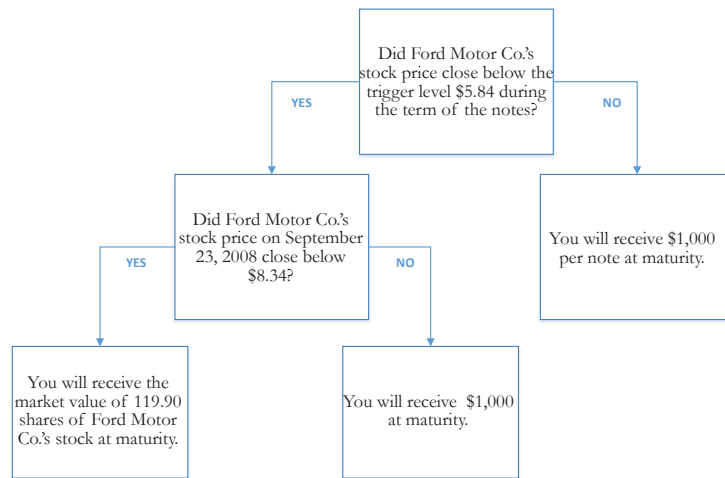 Did Ford Motor Co.'s
stock price close below the
trigger level $5.84 during
the term of the notes?
YES
NO
Did Ford Motor Co.'s
stock price on September
23, 2008 close below
$8.34?
You will receive $1,000
per note at maturity.
YES
NO
You will receive the
market value of 119.90
shares of Ford Motor
Co.'s stock at maturity.
You will receive $1,000
at maturity.